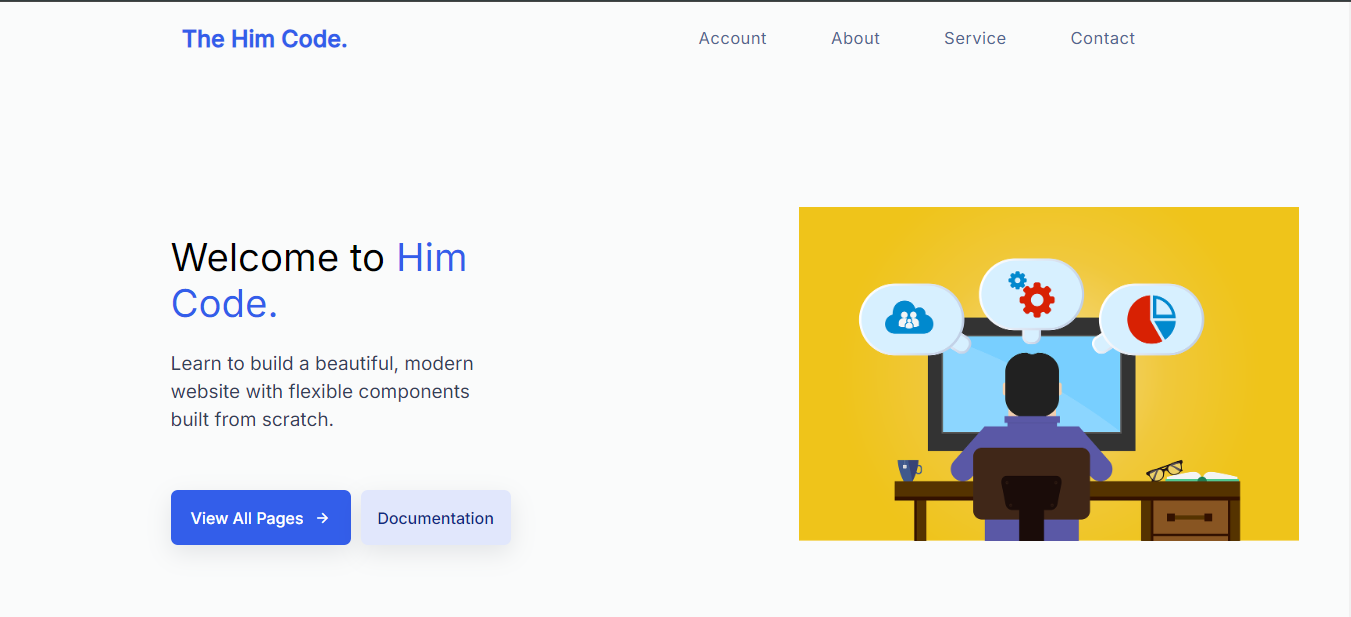 The Him Code.
Account About Service Contact
Welcome to Him
Code.
Learn to build a beautiful, modern
website with flexible components
built from scratch.
View All Pages → Documentation